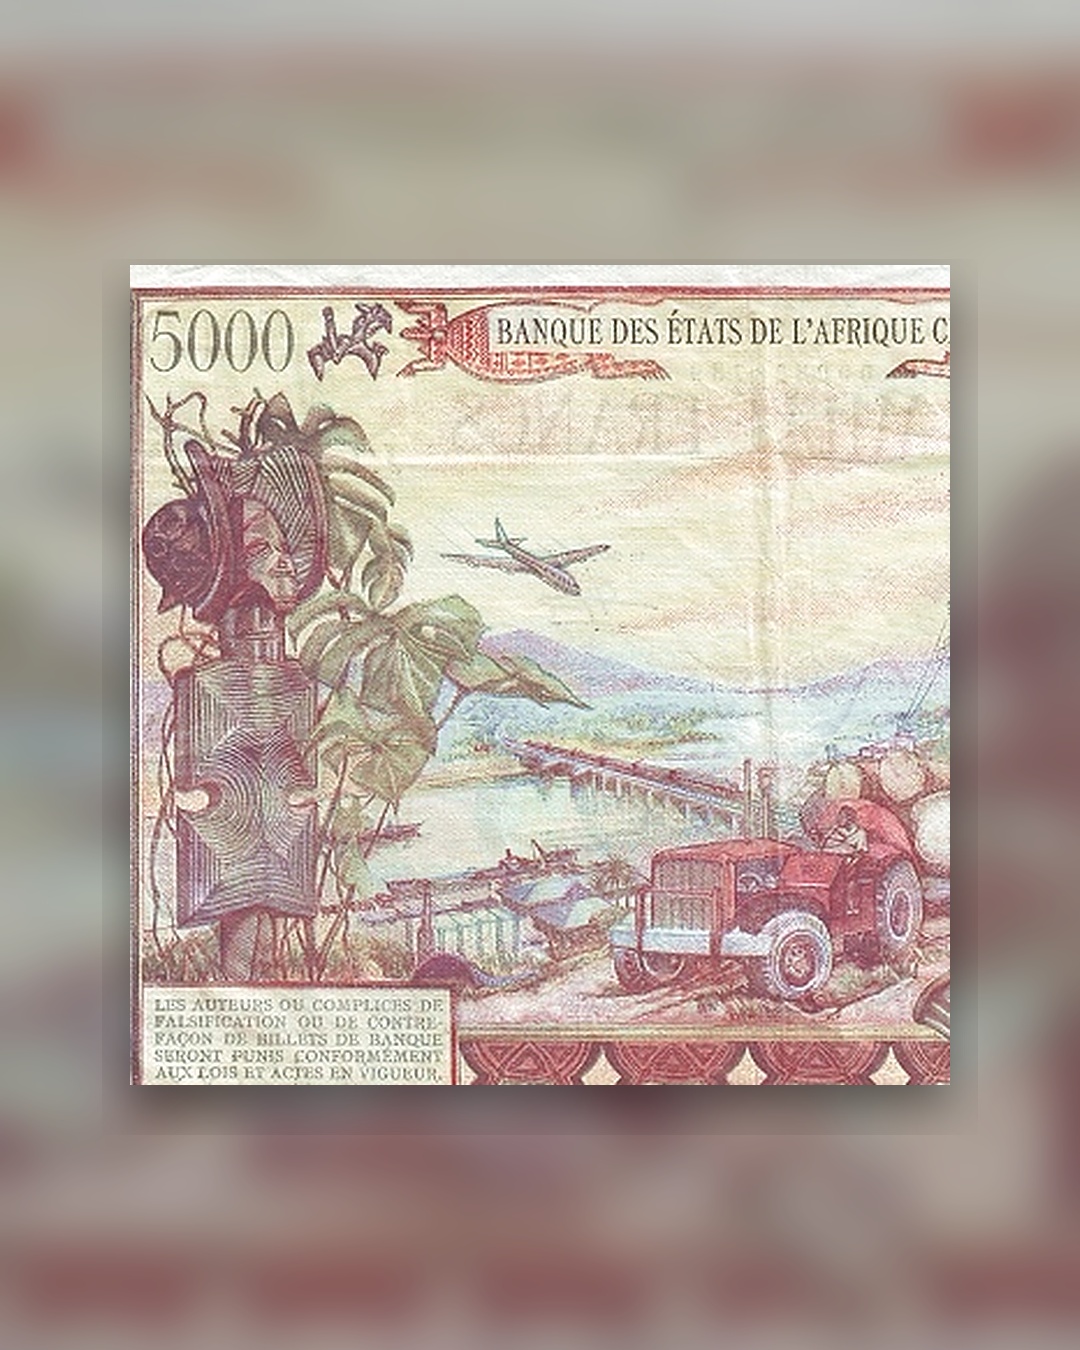 5000
BANQUE DES ÉTATS DE L'AFRIQUE C
LES AUTEURS OU COMPLICES DE
FALSIFICATION OU DE CONTRE-
FAÇON DE BILLETS DE BANQUE
SERONT PUNIS CONFORMÉMENT
AUX LOIS ET ACTES EN VIGUEUR.